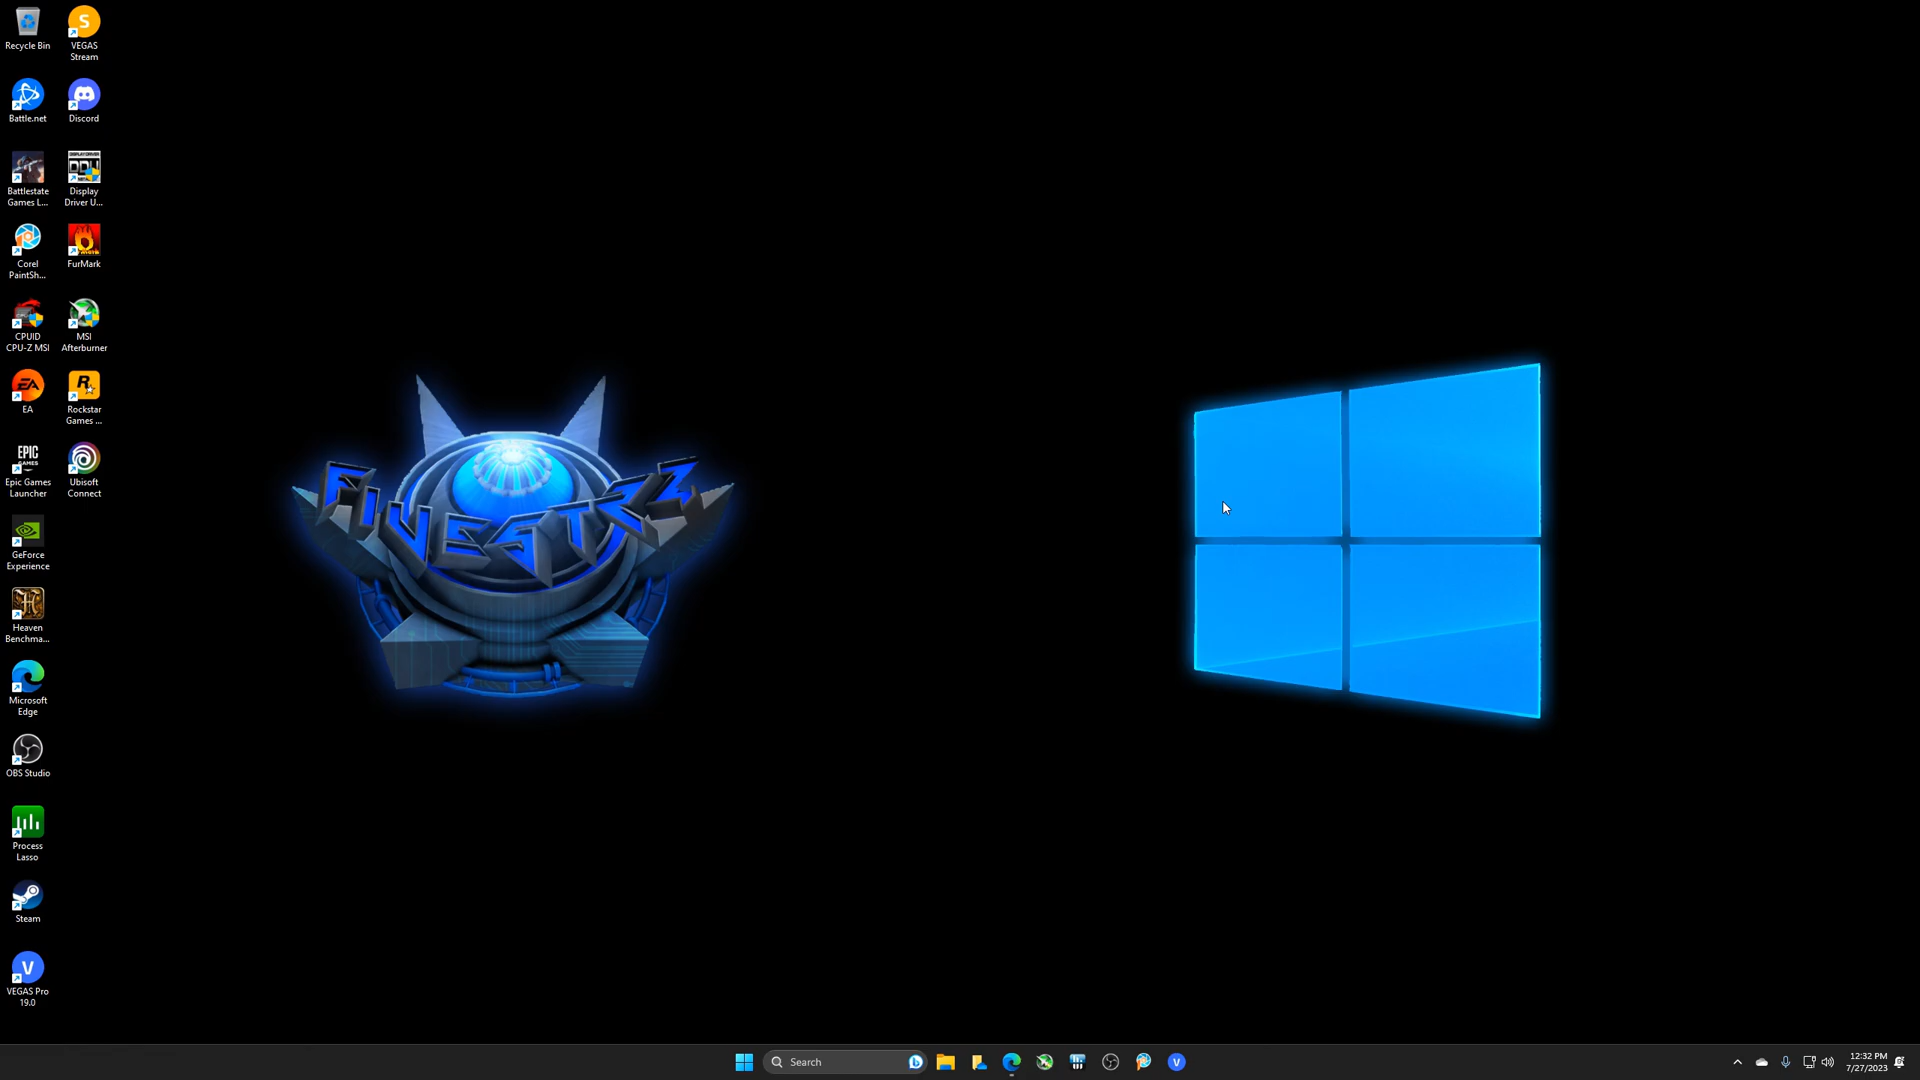 Recycle Bin
VEGAS
Stream
Battle.net
Discord
Battlestate
Games L...
Display
Driver U...
Corel
PaintSh...
FurMark
CPUID
CPU-Z MSI
MSI
Afterburner
EA
Rockstar
Games ...
EPIC
GAMES
Epic Games
Launcher
Ubisoft
Connect
GeForce
Experience
Heaven
Benchma...
Microsoft
Edge
OBS Studio
Process
Lasso
Steam
VEGAS Pro
19.0
Search
12:32 PM
7/27/2023